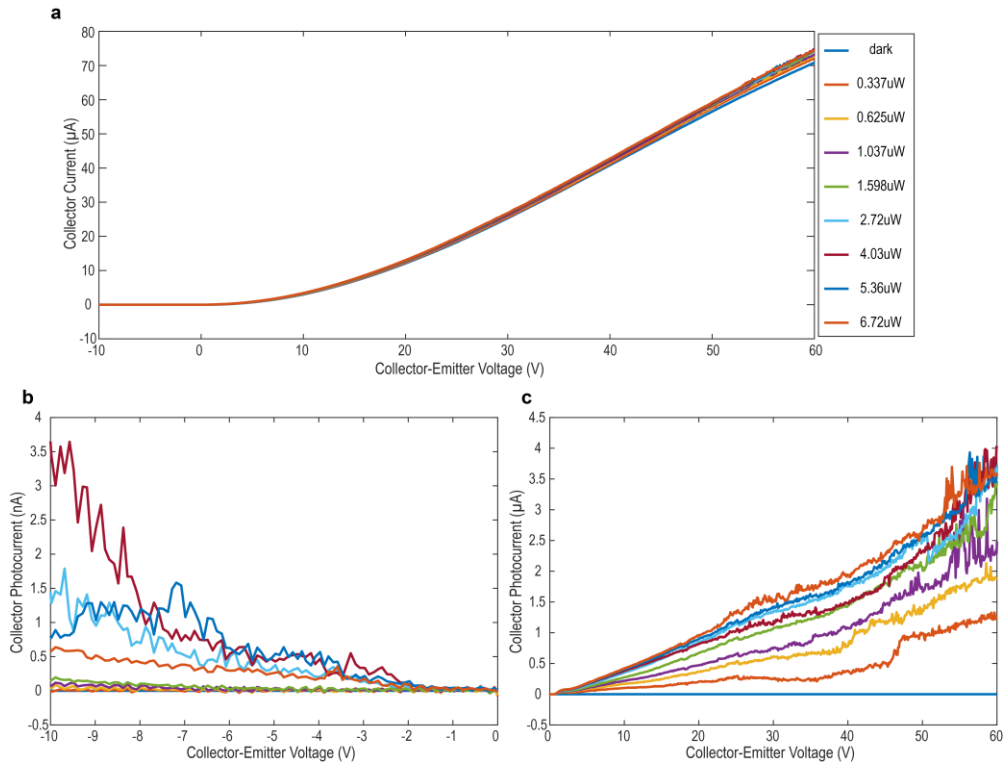 a
80
70
60
50
40
30
20
10
0
-10
Collector Current (µA)
-10 0 10 20 30 40 50 60
Collector-Emitter Voltage (V)
dark
0.337uW
0.625uW
1.037uW
1.598uW
2.72uW
4.03uW
5.36uW
6.72uW
b
4
3.5
3
2.5
2
1.5
1
0.5
0
-0.5
Collector Photocurrent (nA)
-10 -9 -8 -7 -6 -5 -4 -3 -2 -1 0
Collector-Emitter Voltage (V)
c
4.5
4
3.5
3
2.5
2
1.5
1
0.5
0
-0.5
Collector Photocurrent (µA)
0 10 20 30 40 50 60
Collector-Emitter Voltage (V)